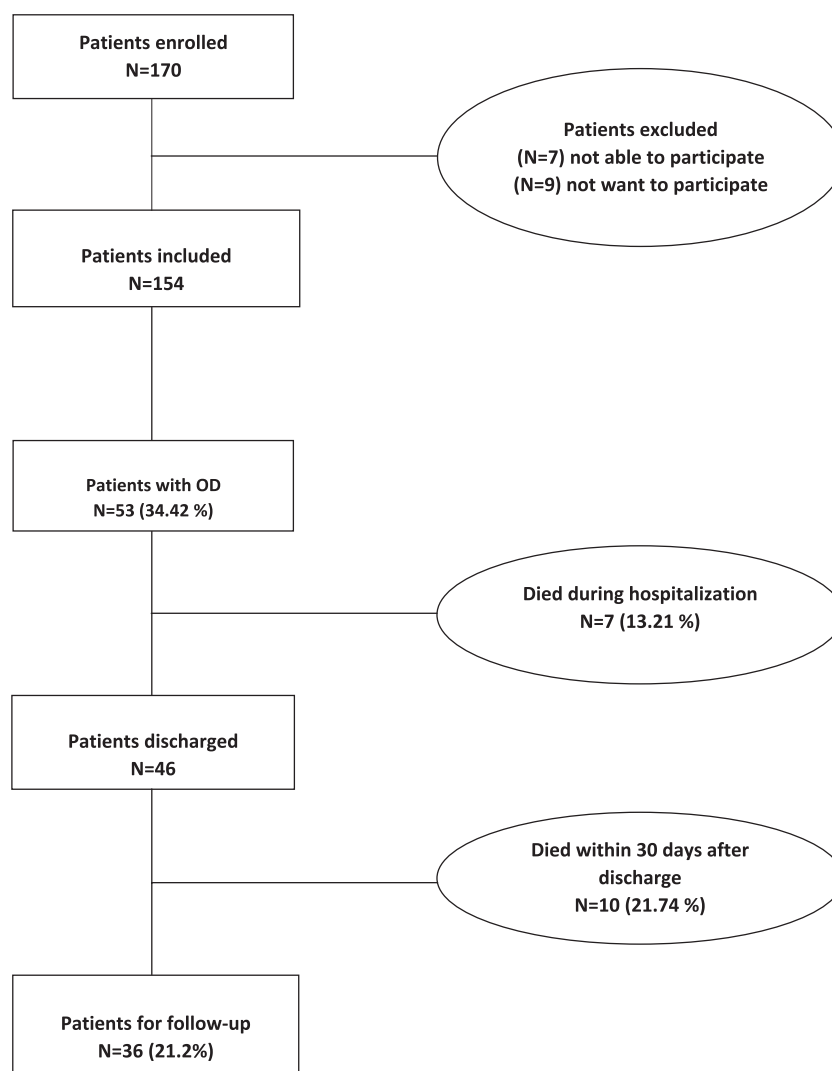 Patients enrolled
N=170
Patients excluded
(N=7) not able to participate
(N=9) not want to participate
Patients included
N=154
Patients with OD
N=53 (34.42 %)
Died during hospitalization
N=7 (13.21 %)
Patients discharged
N=46
Died within 30 days after
discharge
N=10 (21.74 %)
Patients for follow-up
N=36 (21.2%)